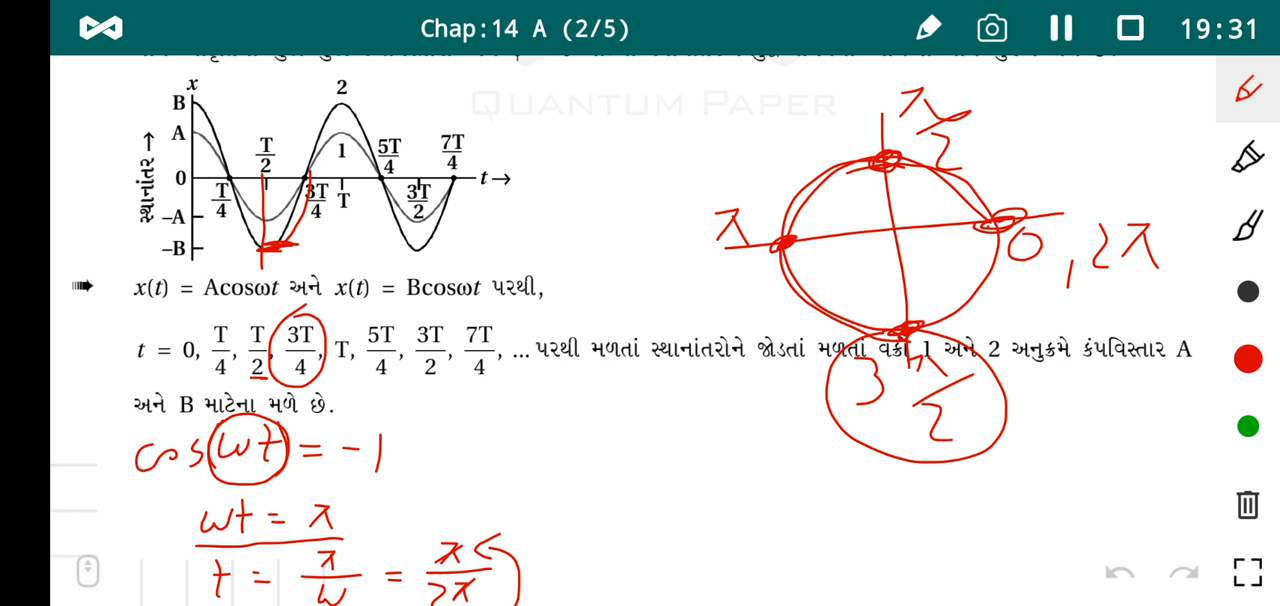 Chap:14 A (2/5)
19:31
QUANTUM PAPER
x
2
B
A
T/2
1
5T/4
7T/4
સ્થાનાંતર →
0
t→
T/4
3T/4
T
3T/2
–A
–B
π/2
π
0, 2π
3π/2
➠ x(t) = Acosωt અને x(t) = Bcosωt પરથી,
t = 0, T/4, T/2, 3T/4, T, 5T/4, 3T/2, 7T/4, ... પરથી મળતાં સ્થાનાંતરોને જોડતાં મળતાં વક્રો 1 અને 2 અનુક્રમે કંપવિસ્તાર A
અને B માટેના મળે છે.
cos(ωt) = -1
ωt = π
t = π/ω = π/2π